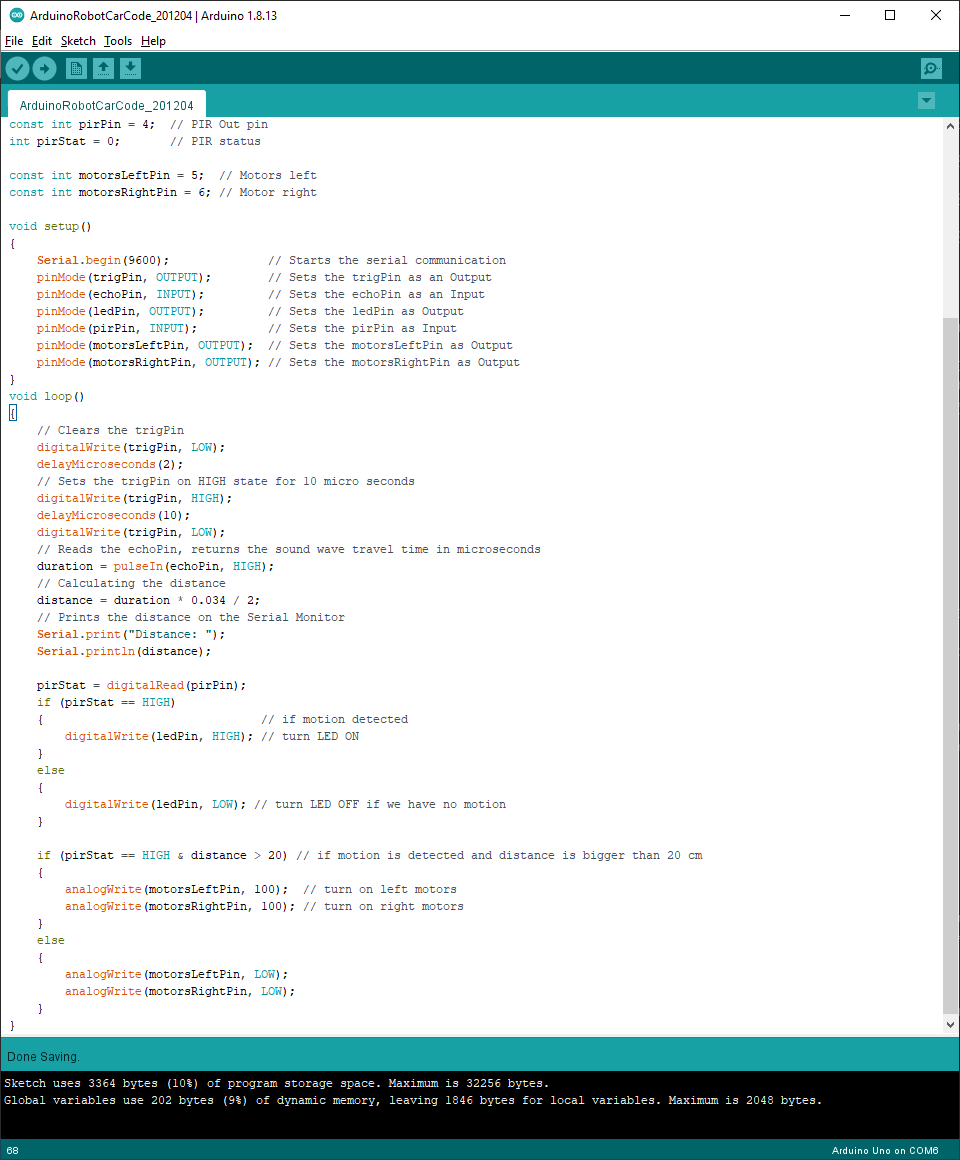 ArduinoRobotCarCode_201204 | Arduino 1.8.13
File Edit Sketch Tools Help
ArduinoRobotCarCode_201204
const int pirPin = 4;  // PIR Out pin
int pirStat = 0;       // PIR status
const int motorsLeftPin = 5;  // Motors left
const int motorsRightPin = 6; // Motor right
void setup()
{
    Serial.begin(9600);              // Starts the serial communication
    pinMode(trigPin, OUTPUT);        // Sets the trigPin as an Output
    pinMode(echoPin, INPUT);         // Sets the echoPin as an Input
    pinMode(ledPin, OUTPUT);         // Sets the ledPin as Output
    pinMode(pirPin, INPUT);          // Sets the pirPin as Input
    pinMode(motorsLeftPin, OUTPUT);  // Sets the motorsLeftPin as Output
    pinMode(motorsRightPin, OUTPUT); // Sets the motorsRightPin as Output
}
void loop()
{
    // Clears the trigPin
    digitalWrite(trigPin, LOW);
    delayMicroseconds(2);
    // Sets the trigPin on HIGH state for 10 micro seconds
    digitalWrite(trigPin, HIGH);
    delayMicroseconds(10);
    digitalWrite(trigPin, LOW);
    // Reads the echoPin, returns the sound wave travel time in microseconds
    duration = pulseIn(echoPin, HIGH);
    // Calculating the distance
    distance = duration * 0.034 / 2;
    // Prints the distance on the Serial Monitor
    Serial.print("Distance: ");
    Serial.println(distance);
    pirStat = digitalRead(pirPin);
    if (pirStat == HIGH)
    {                               // if motion detected
        digitalWrite(ledPin, HIGH); // turn LED ON
    }
    else
    {
        digitalWrite(ledPin, LOW); // turn LED OFF if we have no motion
    }
    if (pirStat == HIGH & distance > 20) // if motion is detected and distance is bigger than 20 cm
    {
        analogWrite(motorsLeftPin, 100);  // turn on left motors
        analogWrite(motorsRightPin, 100); // turn on right motors
    }
    else
    {
        analogWrite(motorsLeftPin, LOW);
        analogWrite(motorsRightPin, LOW);
    }
}
Done Saving.
Sketch uses 3364 bytes (10%) of program storage space. Maximum is 32256 bytes.
Global variables use 202 bytes (9%) of dynamic memory, leaving 1846 bytes for local variables. Maximum is 2048 bytes.
68 Arduino Uno on COM6